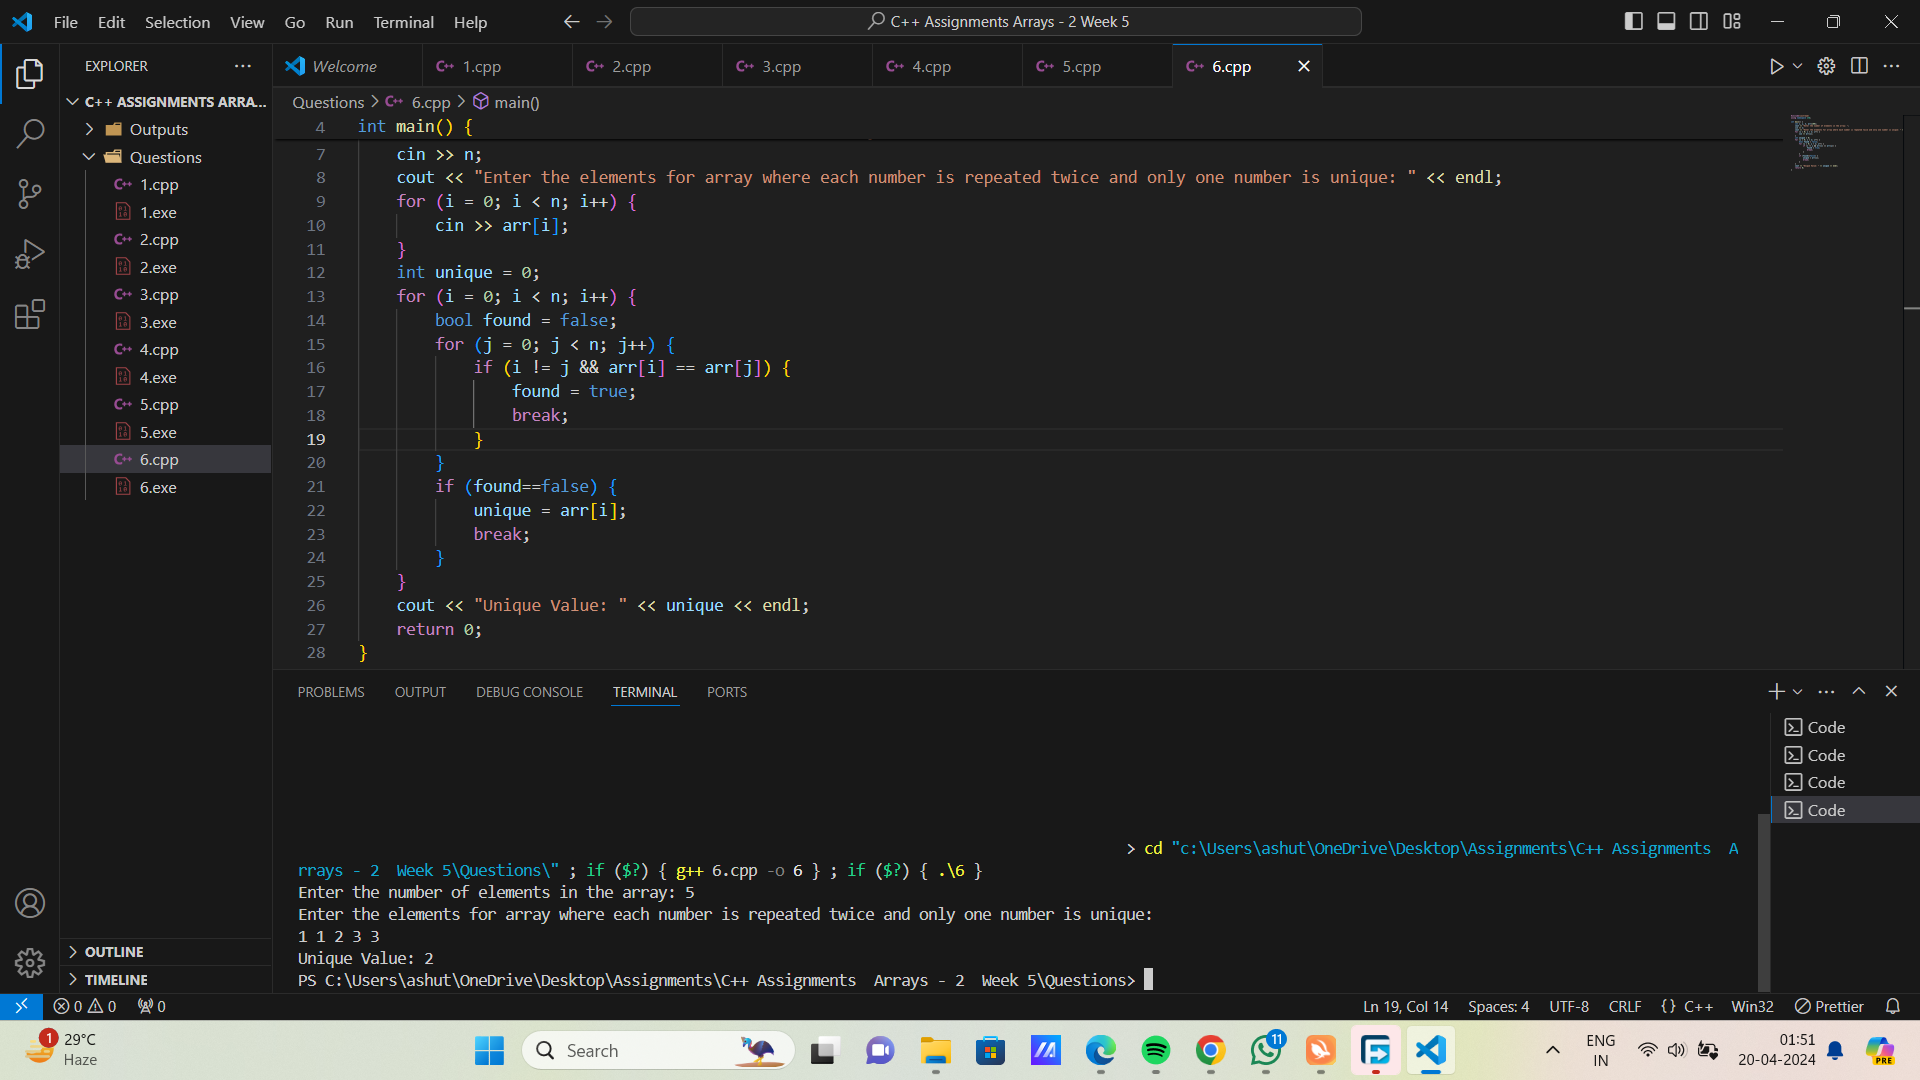 File Edit Selection View Go Run Terminal Help
C++ Assignments Arrays - 2 Week 5
EXPLORER
C++ ASSIGNMENTS ARRA...
Outputs
Questions
1.cpp
1.exe
2.cpp
2.exe
3.cpp
3.exe
4.cpp
4.exe
5.cpp
5.exe
6.cpp
6.exe
OUTLINE
TIMELINE
Welcome 1.cpp 2.cpp 3.cpp 4.cpp 5.cpp 6.cpp
Questions > 6.cpp > main()
4 int main() {
7 cin >> n;
8 cout << "Enter the elements for array where each number is repeated twice and only one number is unique: " << endl;
9 for (i = 0; i < n; i++) {
10 cin >> arr[i];
11 }
12 int unique = 0;
13 for (i = 0; i < n; i++) {
14 bool found = false;
15 for (j = 0; j < n; j++) {
16 if (i != j && arr[i] == arr[j]) {
17 found = true;
18 break;
19 }
20 }
21 if (found==false) {
22 unique = arr[i];
23 break;
24 }
25 }
26 cout << "Unique Value: " << unique << endl;
27 return 0;
28 }
PROBLEMS OUTPUT DEBUG CONSOLE TERMINAL PORTS
Code
Code
Code
Code
> cd "c:\Users\ashut\OneDrive\Desktop\Assignments\C++ Assignments  A
rrays - 2  Week 5\Questions\" ; if ($?) { g++ 6.cpp -o 6 } ; if ($?) { .\6 }
Enter the number of elements in the array: 5
Enter the elements for array where each number is repeated twice and only one number is unique:
1 1 2 3 3
Unique Value: 2
PS C:\Users\ashut\OneDrive\Desktop\Assignments\C++ Assignments  Arrays - 2  Week 5\Questions>
0 0 0 Ln 19, Col 14 Spaces: 4 UTF-8 CRLF {} C++ Win32 Prettier
1 29°C
Haze
Search
11
ENG
IN
01:51
20-04-2024
PRE